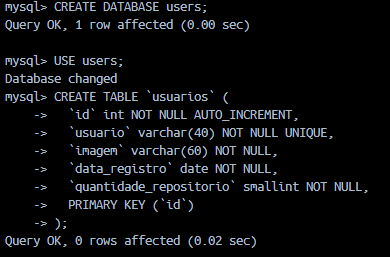 mysql> CREATE DATABASE users;
Query OK, 1 row affected (0.00 sec)
mysql> USE users;
Database changed
mysql> CREATE TABLE `usuarios` (
    ->   `id` int NOT NULL AUTO_INCREMENT,
    ->   `usuario` varchar(40) NOT NULL UNIQUE,
    ->   `imagem` varchar(60) NOT NULL,
    ->   `data_registro` date NOT NULL,
    ->   `quantidade_repositorio` smallint NOT NULL,
    ->   PRIMARY KEY (`id`)
    -> );
Query OK, 0 rows affected (0.02 sec)